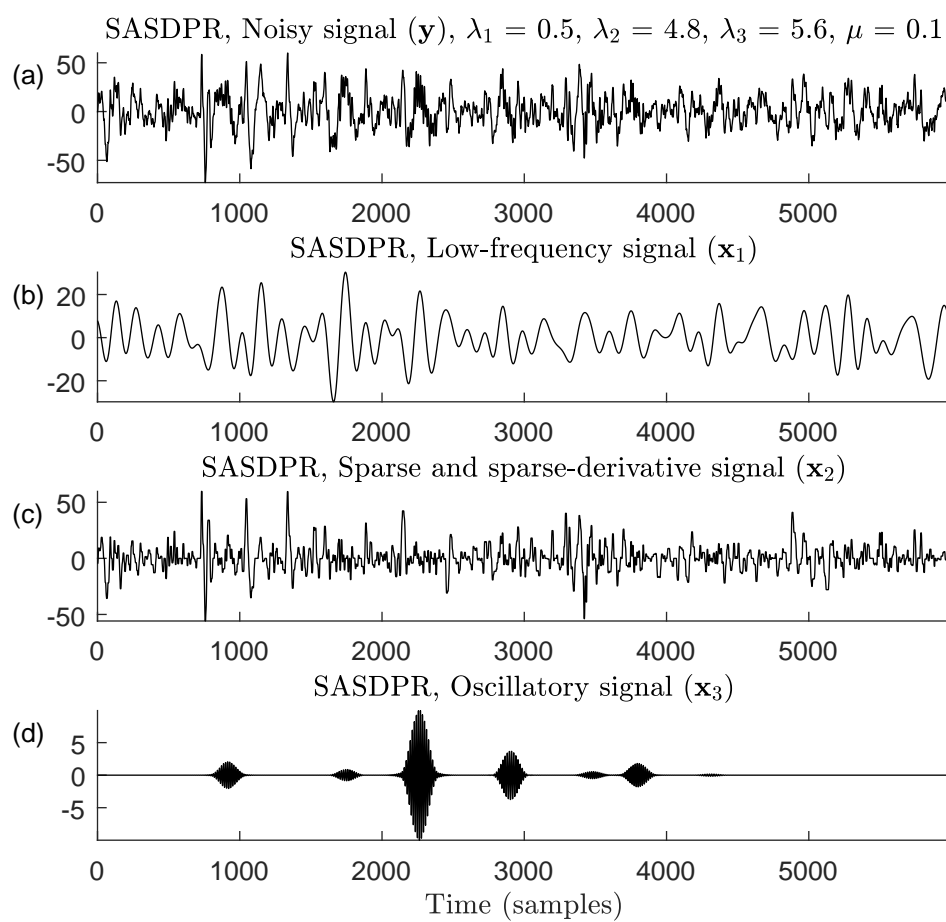 SASDPR, Noisy signal (y), λ1 = 0.5, λ2 = 4.8, λ3 = 5.6, μ = 0.1
(a)
50
0
-50
0 1000 2000 3000 4000 5000
SASDPR, Low-frequency signal (x1)
(b)
20
0
-20
0 1000 2000 3000 4000 5000
SASDPR, Sparse and sparse-derivative signal (x2)
(c)
50
0
-50
0 1000 2000 3000 4000 5000
SASDPR, Oscillatory signal (x3)
(d)
5
0
-5
0 1000 2000 3000 4000 5000
Time (samples)